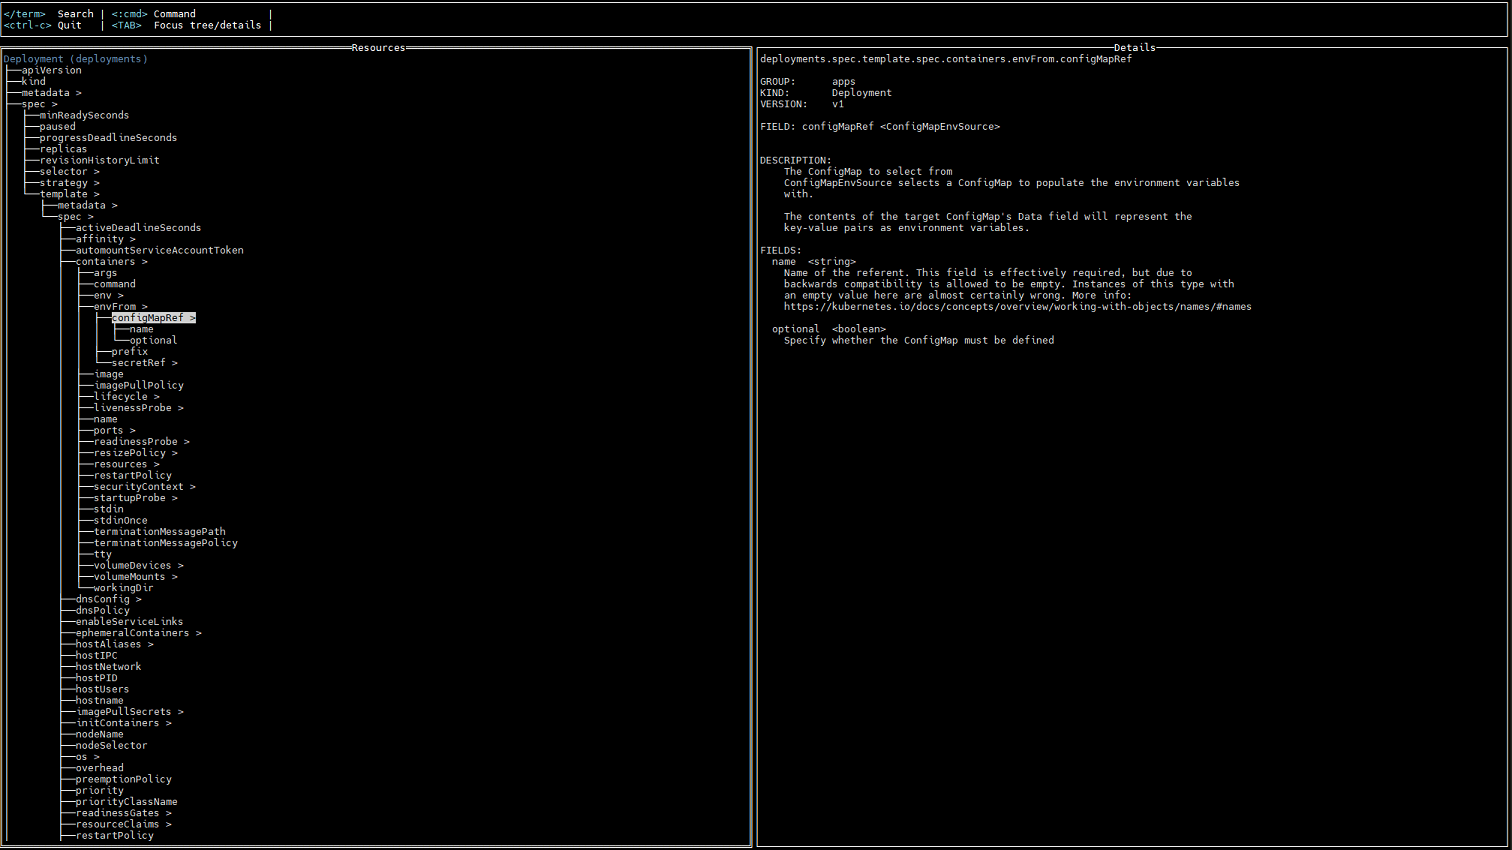 </term>  Search | <:cmd> Command            |
<ctrl-c> Quit   | <TAB>  Focus tree/details |
Resources
Deployment (deployments)
apiVersion
kind
metadata >
spec >
minReadySeconds
paused
progressDeadlineSeconds
replicas
revisionHistoryLimit
selector >
strategy >
template >
metadata >
spec >
activeDeadlineSeconds
affinity >
automountServiceAccountToken
containers >
args
command
env >
envFrom >
configMapRef >
name
optional
prefix
secretRef >
image
imagePullPolicy
lifecycle >
livenessProbe >
name
ports >
readinessProbe >
resizePolicy >
resources >
restartPolicy
securityContext >
startupProbe >
stdin
stdinOnce
terminationMessagePath
terminationMessagePolicy
tty
volumeDevices >
volumeMounts >
workingDir
dnsConfig >
dnsPolicy
enableServiceLinks
ephemeralContainers >
hostAliases >
hostIPC
hostNetwork
hostPID
hostUsers
hostname
imagePullSecrets >
initContainers >
nodeName
nodeSelector
os >
overhead
preemptionPolicy
priority
priorityClassName
readinessGates >
resourceClaims >
restartPolicy
Details
deployments.spec.template.spec.containers.envFrom.configMapRef
GROUP:      apps
KIND:       Deployment
VERSION:    v1
FIELD: configMapRef <ConfigMapEnvSource>
DESCRIPTION:
The ConfigMap to select from
ConfigMapEnvSource selects a ConfigMap to populate the environment variables
with.
The contents of the target ConfigMap's Data field will represent the
key-value pairs as environment variables.
FIELDS:
name  <string>
Name of the referent. This field is effectively required, but due to
backwards compatibility is allowed to be empty. Instances of this type with
an empty value here are almost certainly wrong. More info:
https://kubernetes.io/docs/concepts/overview/working-with-objects/names/#names
optional  <boolean>
Specify whether the ConfigMap must be defined